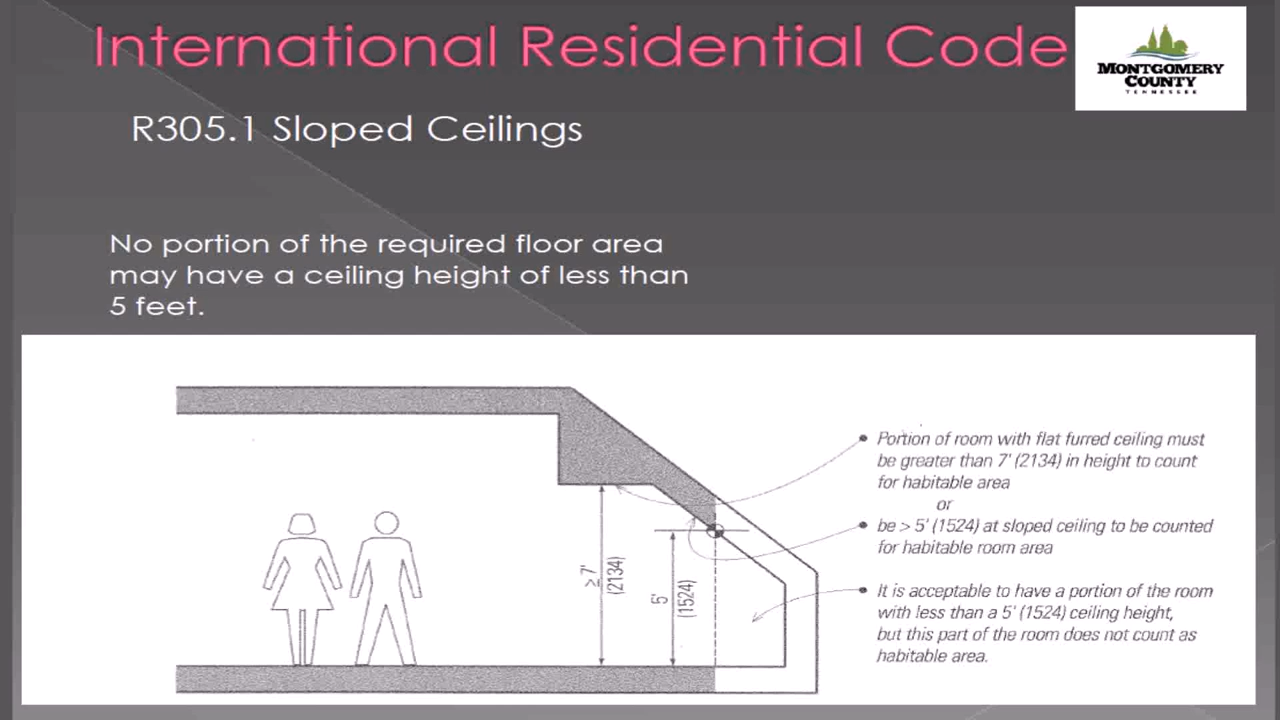 International Residential Code
MONTGOMERY
COUNTY
TENNESSEE
R305.1 Sloped Ceilings
No portion of the required floor area
may have a ceiling height of less than
5 feet.
Portion of room with flat furred ceiling must
be greater than 7' (2134) in height to count
for habitable area
or
be > 5' (1524) at sloped ceiling to be counted
for habitable room area
It is acceptable to have a portion of the room
with less than a 5' (1524) ceiling height,
but this part of the room does not count as
habitable area.
≥ 7'
(2134)
5'
(1524)